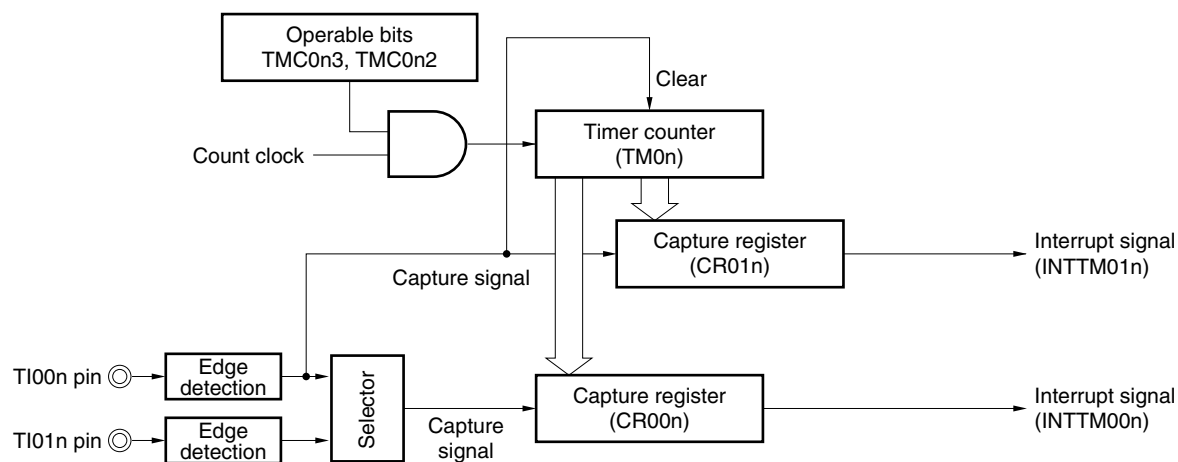 Operable bits
TMC0n3, TMC0n2
Clear
Count clock
Timer counter
(TM0n)
Capture register
(CR01n)
Interrupt signal
(INTTM01n)
Capture signal
TI00n pin
Edge
detection
Selector
Capture register
(CR00n)
Interrupt signal
(INTTM00n)
TI01n pin
Edge
detection
Capture
signal